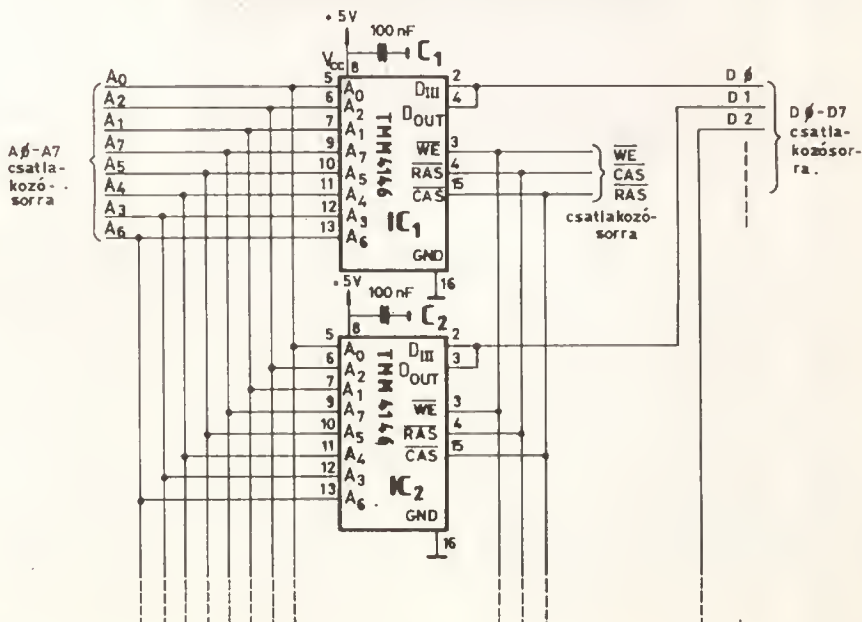 + 5V
100 nF C1
VCC 8
A0 5 A0 DIII 2 D Ø
A2 6 A2 DOUT 4 D 1
A1 7 A1 WE 3 D 2
A7 9 A7 RAS 4
A5 10 A5 CAS 15
A4 11 A4
A3 12 A3
A6 13 A6
TMM4146
IC1
GND
16
AØ-A7
csatla-
kozó-
sorra
WE
CAS
RAS
csatlakozó-
sorra
D Ø-D7
csatla-
kozósor-
ra.
+ 5V
100 nF C2
8
5 A0 DIII 2
6 A2 DOUT 3
7 A1
9 A7 WE 3
10 A5 RAS 4
11 A4 CAS 15
12 A3
13 A6
TMM4146
IC2
GND
16